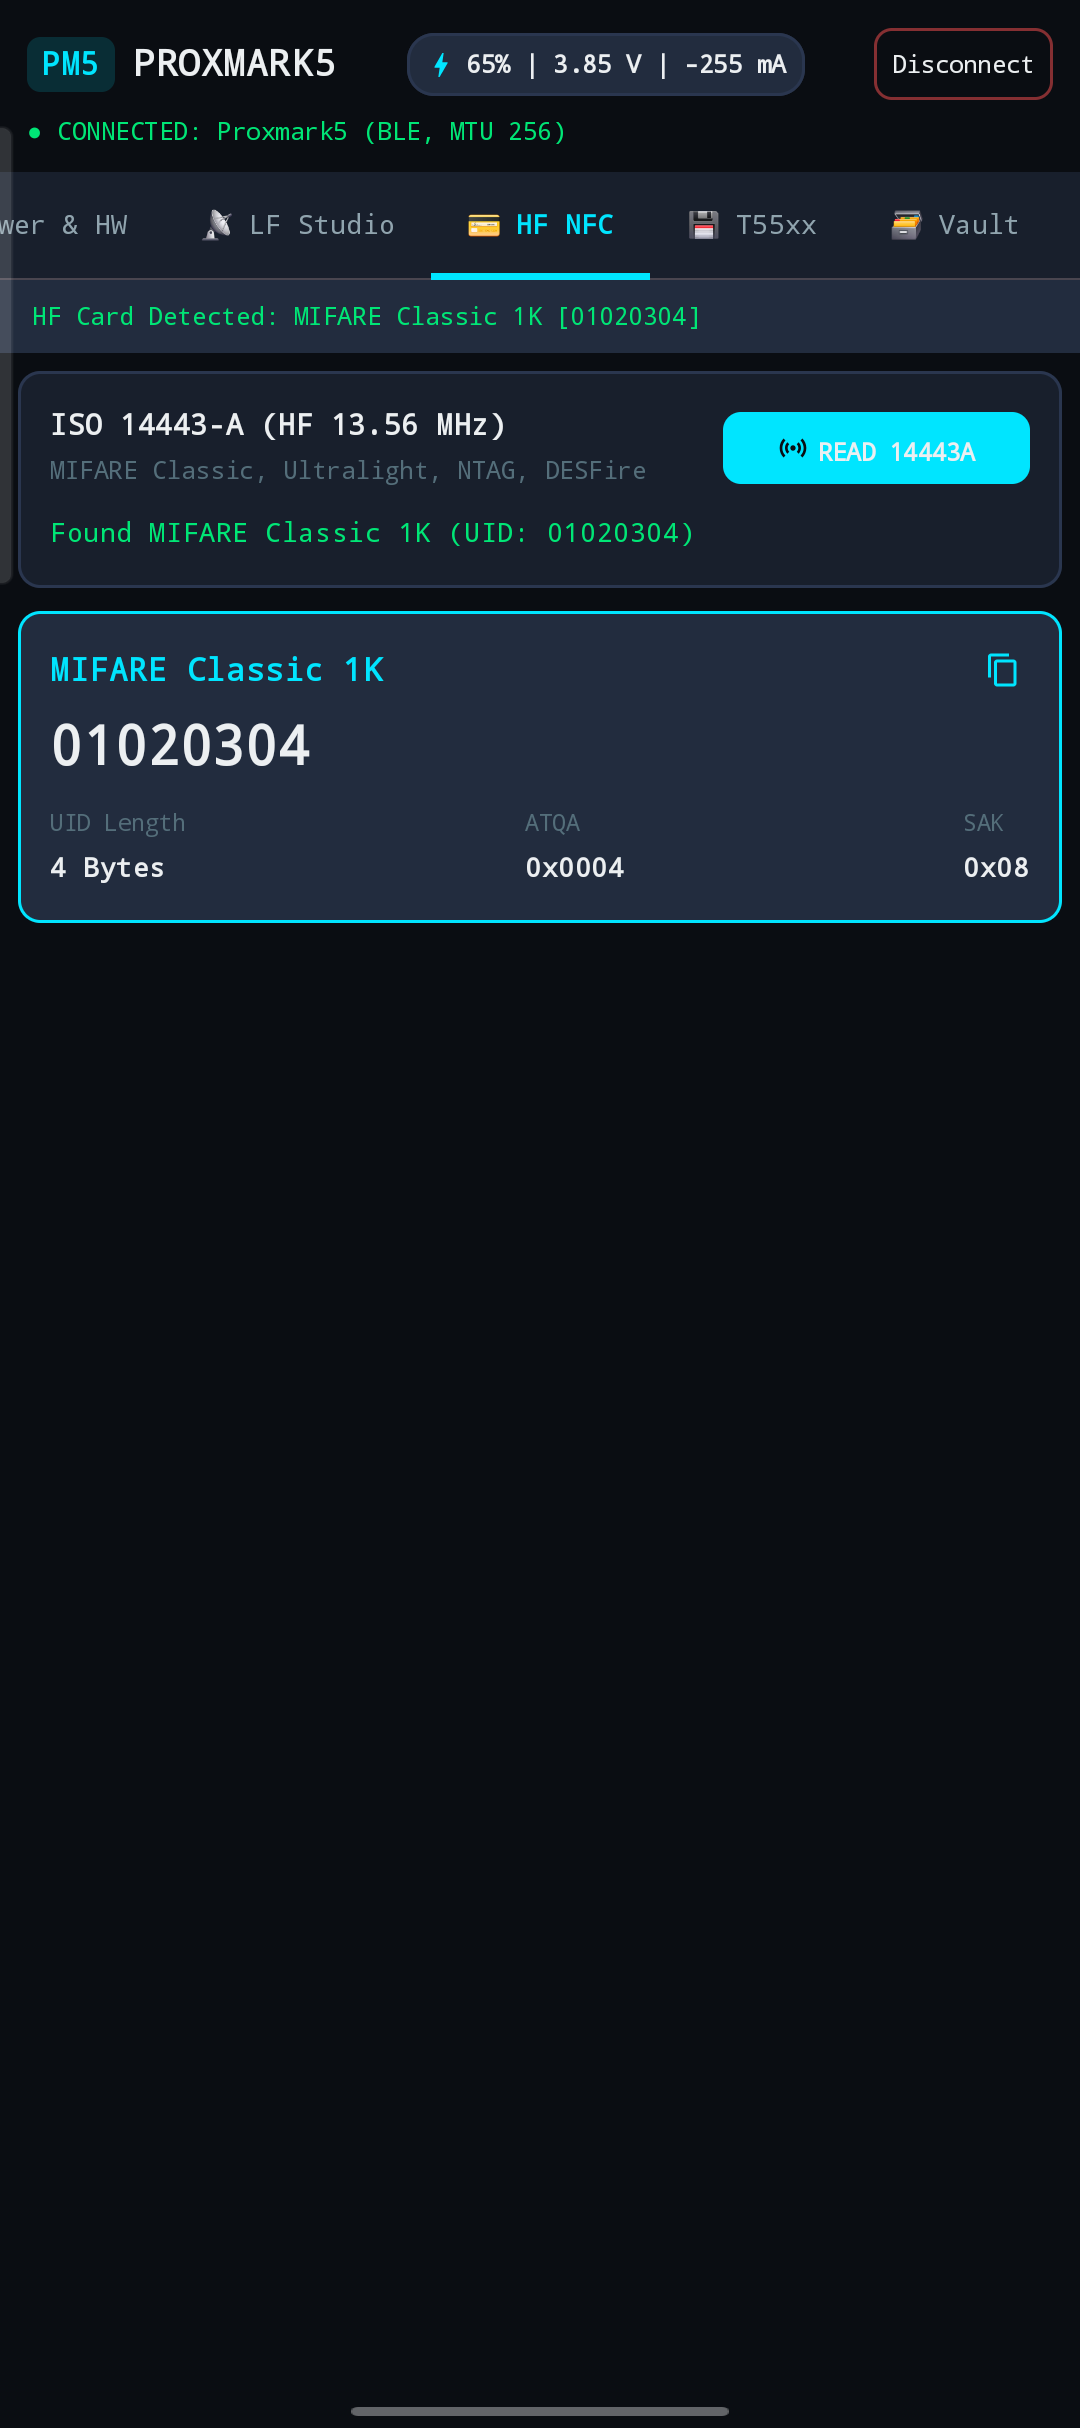 PM5 PROXMARK5 65% | 3.85 V | -255 mA Disconnect
● CONNECTED: Proxmark5 (BLE, MTU 256)
wer & HW LF Studio HF NFC T55xx Vault
HF Card Detected: MIFARE Classic 1K [01020304]
ISO 14443-A (HF 13.56 MHz)
MIFARE Classic, Ultralight, NTAG, DESFire
READ 14443A
Found MIFARE Classic 1K (UID: 01020304)
MIFARE Classic 1K
01020304
UID Length ATQA SAK
4 Bytes 0x0004 0x08